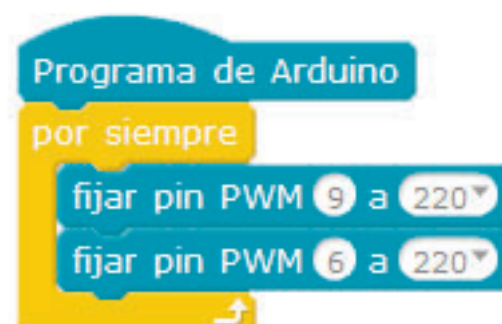 Programa de Arduino
por siempre
fijar pin PWM 9 a 220
fijar pin PWM 6 a 220